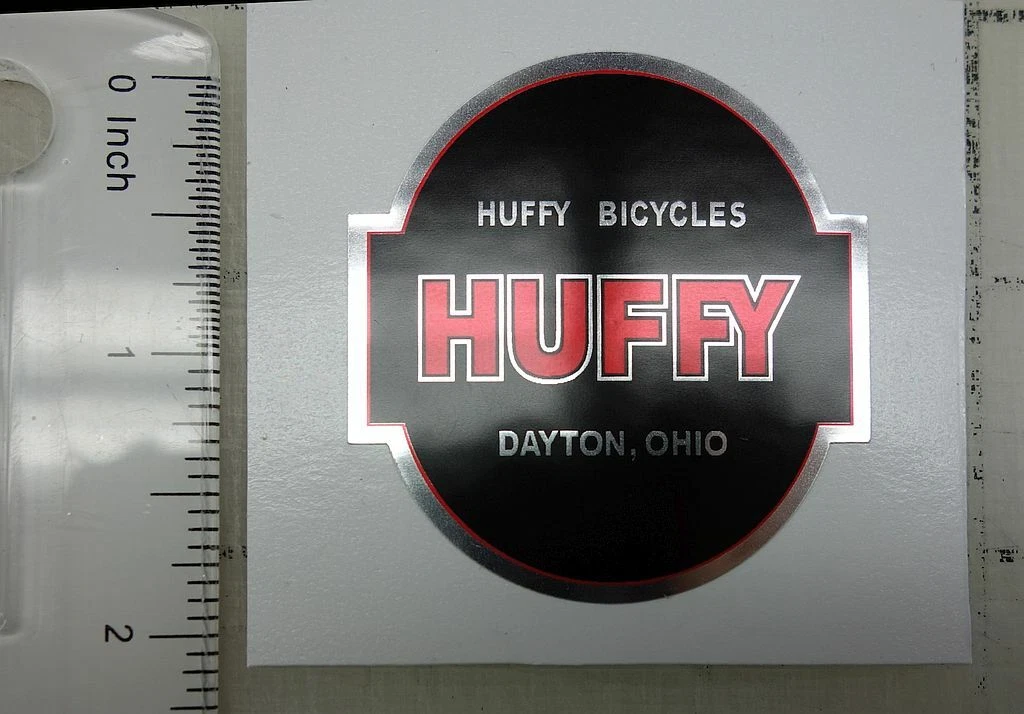 0 Inch
1
2
HUFFY BICYCLES
HUFFY
DAYTON, OHIO